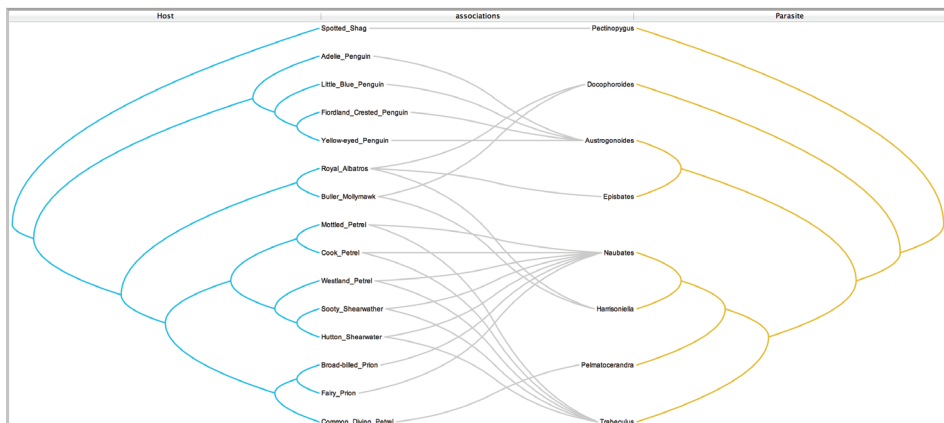 Host associations Parasite
Spotted_Shag Pectinopygus
Adelie_Penguin
Little_Blue_Penguin Docophoroides
Fiordland_Crested_Penguin
Yellow-eyed_Penguin Austrogonoides
Royal_Albatros
Buller_Mollymawk Episbates
Mottled_Petrel
Cook_Petrel Naubates
Westland_Petrel
Sooty_Shearwather Harrisoniella
Hutton_Shearwater
Broad-billed_Prion Pelmatocerandra
Fairy_Prion
Common_Diving_Petrel Trabeculus